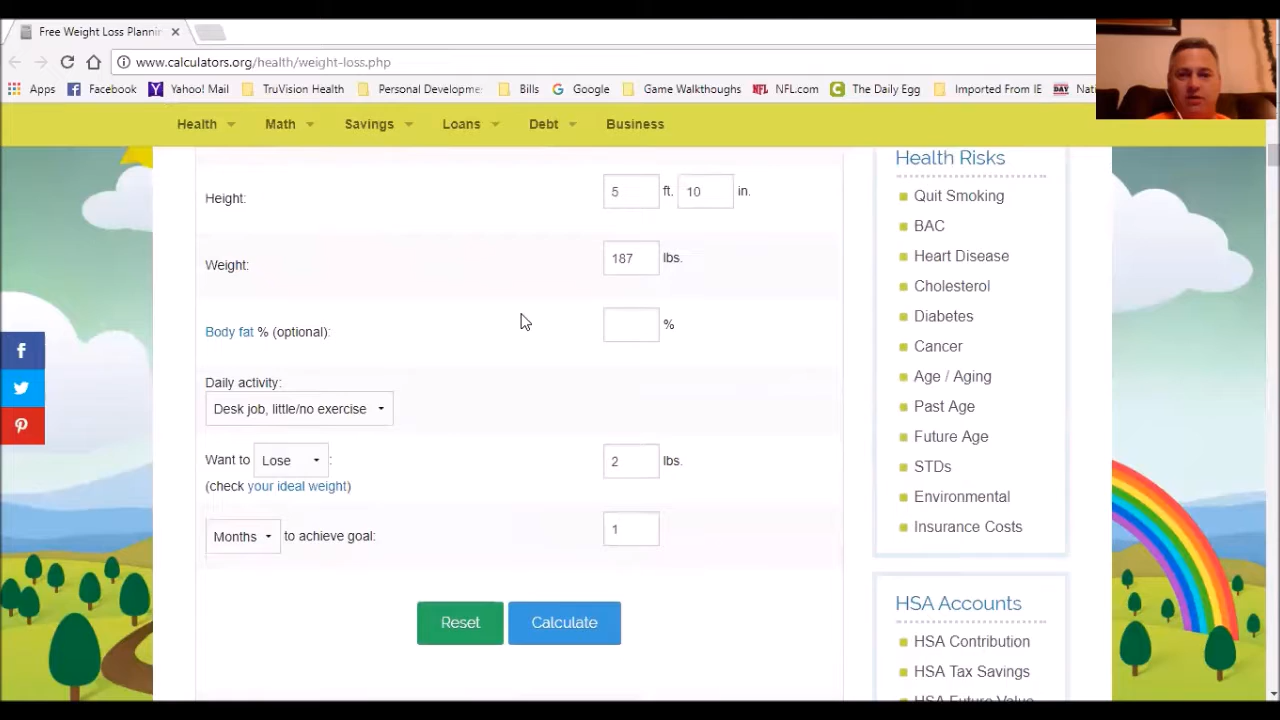 Free Weight Loss Plannin
www.calculators.org/health/weight-loss.php
Apps Facebook Yahoo! Mail TruVision Health Personal Developme Bills Google Game Walkthroughs NFL.com The Daily Egg Imported From IE Nati
Health Math Savings Loans Debt Business
Height: 5 ft. 10 in.
Weight: 187 lbs.
Body fat % (optional): %
Daily activity:
Desk job, little/no exercise
Want to Lose : 2 lbs.
(check your ideal weight)
Months to achieve goal: 1
Reset Calculate
Health Risks
Quit Smoking
BAC
Heart Disease
Cholesterol
Diabetes
Cancer
Age / Aging
Past Age
Future Age
STDs
Environmental
Insurance Costs
HSA Accounts
HSA Contribution
HSA Tax Savings
HSA Future Value